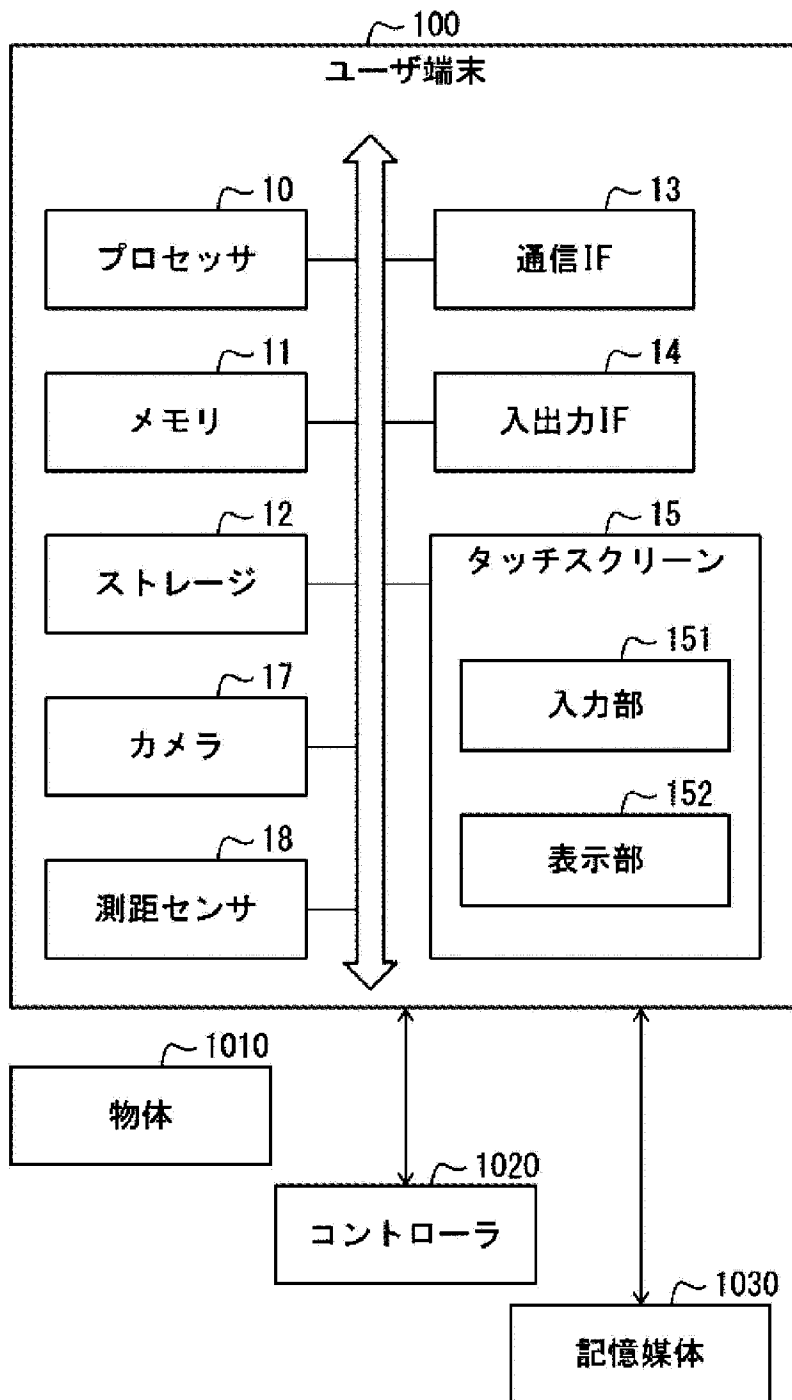 100
ユーザ端末
10
プロセッサ
13
通信IF
11
メモリ
14
入出力IF
12
ストレージ
15
タッチスクリーン
151
入力部
17
カメラ
152
表示部
18
測距センサ
1010
物体
1020
コントローラ
1030
記憶媒体